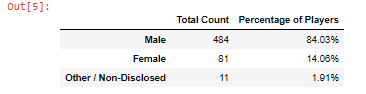 Out[5]:
Total Count Percentage of Players
Male 484 84.03%
Female 81 14.06%
Other / Non-Disclosed 11 1.91%